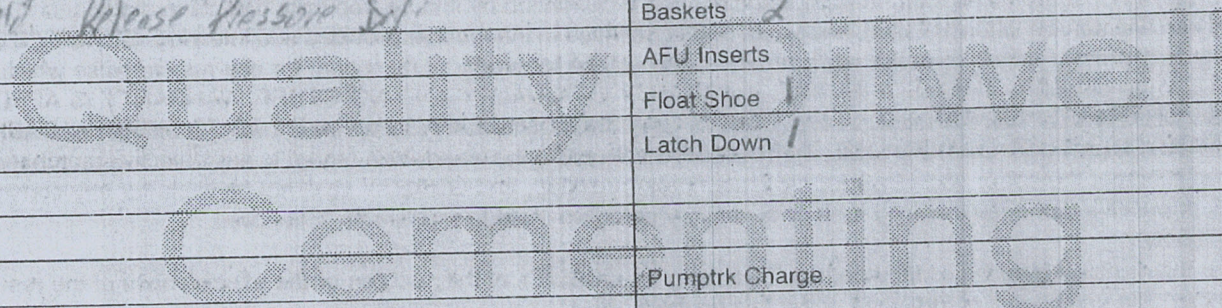 Release Pressure
Baskets 2
AFU Inserts
Float Shoe 1
Latch Down 1
Quality Oilwell
Cementing
Pumptrk Charge